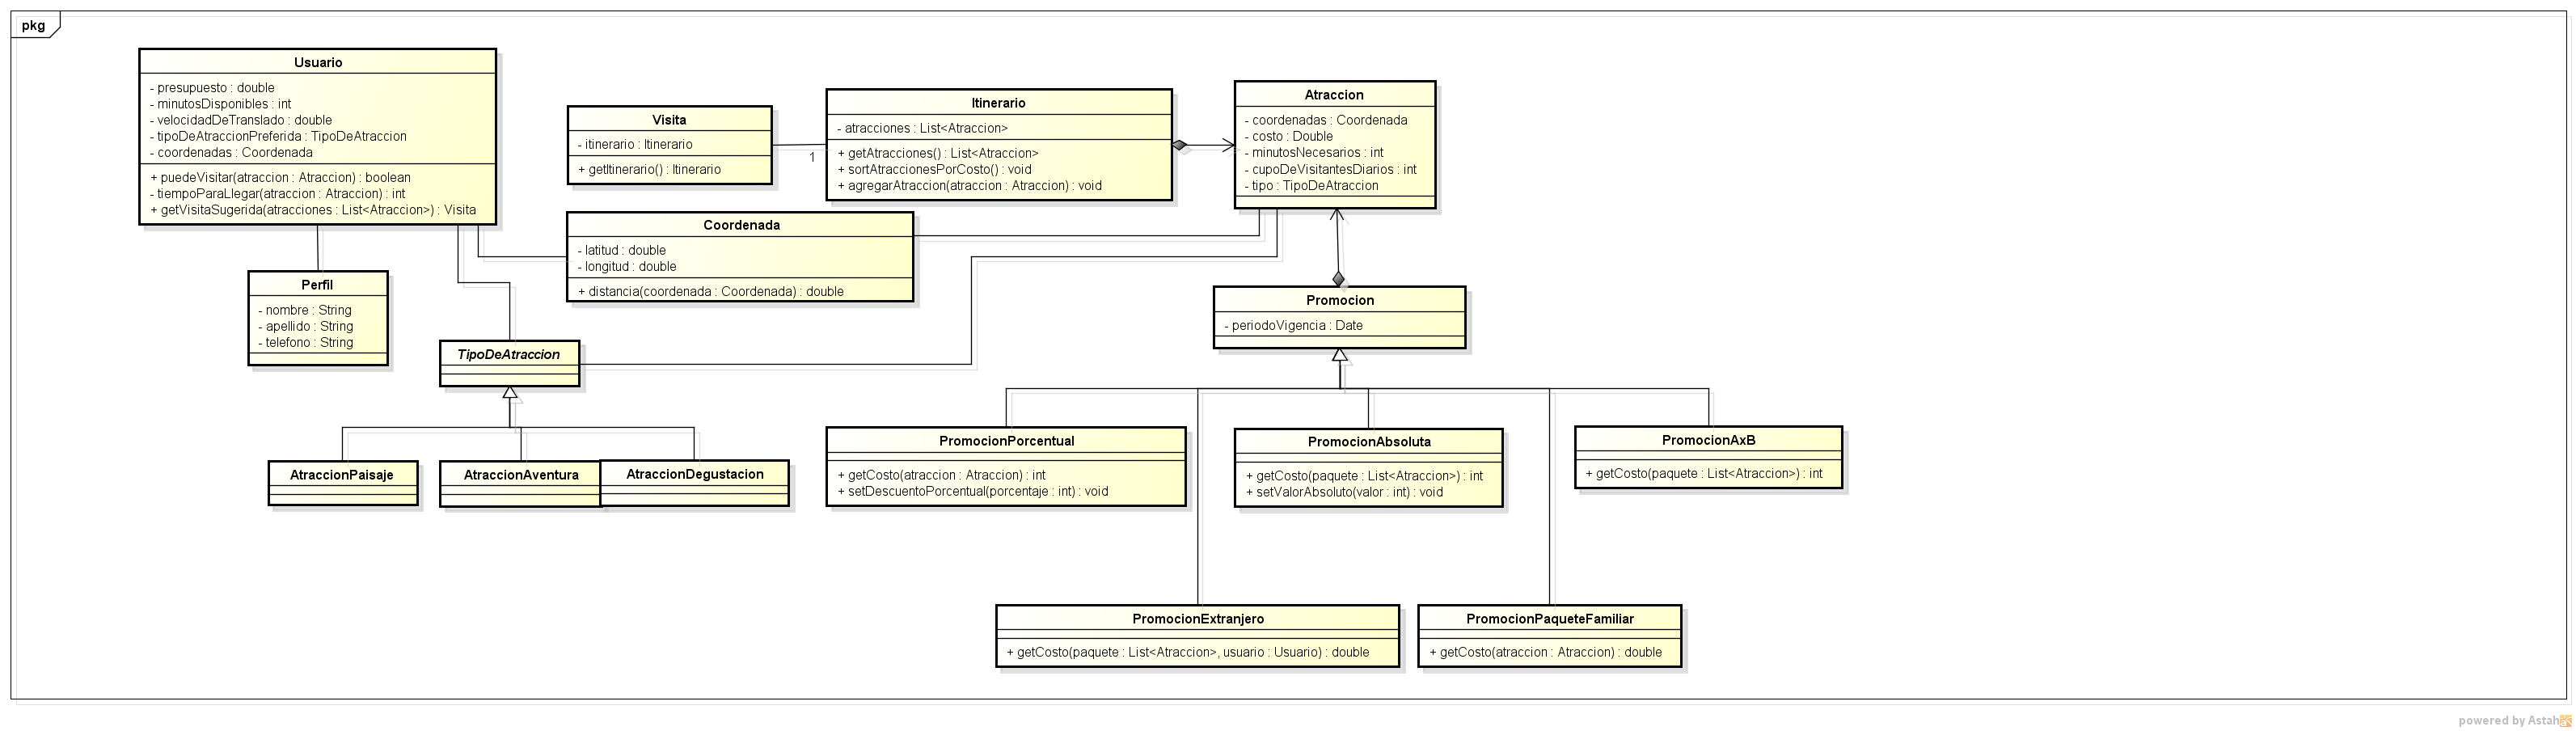 pkg
Usuario
- presupuesto : double
- minutosDisponibles : int
- velocidadDeTranslado : double
- tipoDeAtraccionPreferida : TipoDeAtraccion
- coordenadas : Coordenada
+ puedeVisitar(atraccion : Atraccion) : boolean
- tiempoParaLlegar(atraccion : Atraccion) : int
+ getVisitaSugerida(atracciones : List<Atraccion>) : Visita
Visita
- itinerario : Itinerario
+ getItinerario() : Itinerario
1
Itinerario
- atracciones : List<Atraccion>
+ getAtracciones() : List<Atraccion>
+ sortAtraccionesPorCosto() : void
+ agregarAtraccion(atraccion : Atraccion) : void
Atraccion
- coordenadas : Coordenada
- costo : Double
- minutosNecesarios : int
- cupoDeVisitantesDiarios : int
- tipo : TipoDeAtraccion
Coordenada
- latitud : double
- longitud : double
+ distancia(coordenada : Coordenada) : double
Perfil
- nombre : String
- apellido : String
- telefono : String
Promocion
- periodoVigencia : Date
TipoDeAtraccion
AtraccionPaisaje
AtraccionAventura
AtraccionDegustacion
PromocionPorcentual
+ getCosto(atraccion : Atraccion) : int
+ setDescuentoPorcentual(porcentaje : int) : void
PromocionAbsoluta
+ getCosto(paquete : List<Atraccion>) : int
+ setValorAbsoluto(valor : int) : void
PromocionAxB
+ getCosto(paquete : List<Atraccion>) : int
PromocionExtranjero
+ getCosto(paquete : List<Atraccion>, usuario : Usuario) : double
PromocionPaqueteFamiliar
+ getCosto(atraccion : Atraccion) : double
powered by Astah